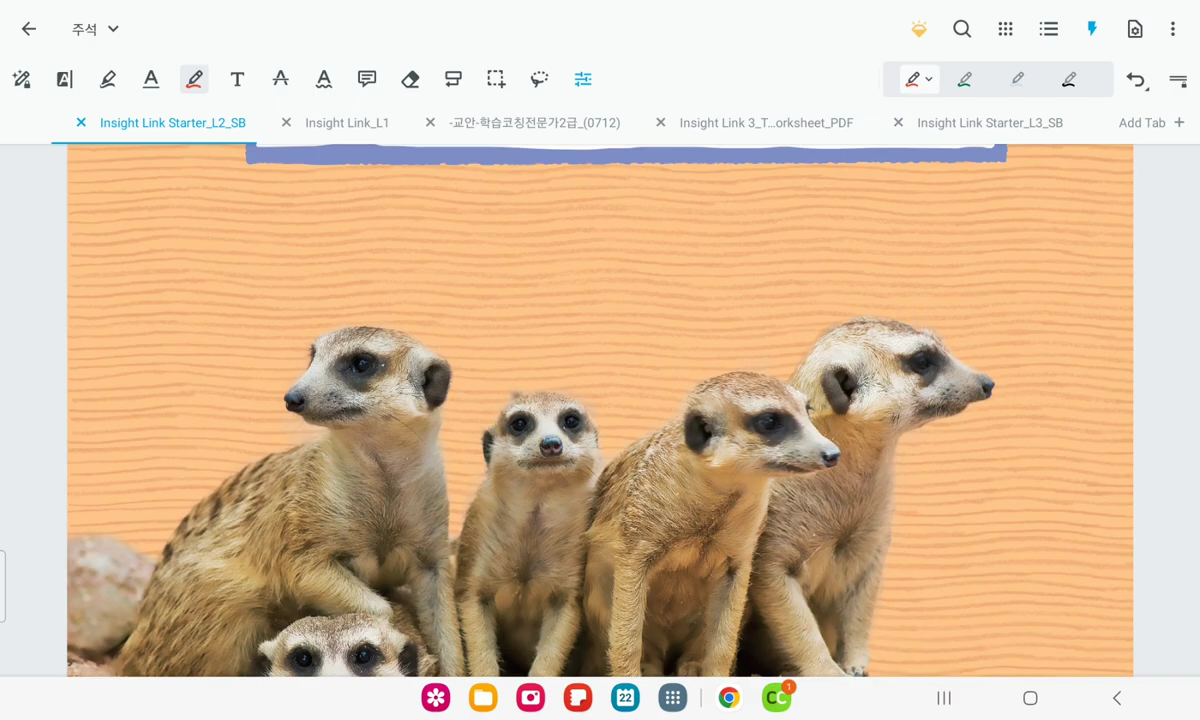 주석
T
Insight Link Starter_L2_SB
Insight Link_L1
-교안-학습코칭전문가2급_(0712)
Insight Link 3_T...orksheet_PDF
Insight Link Starter_L3_SB
Add Tab +
22
CC
1